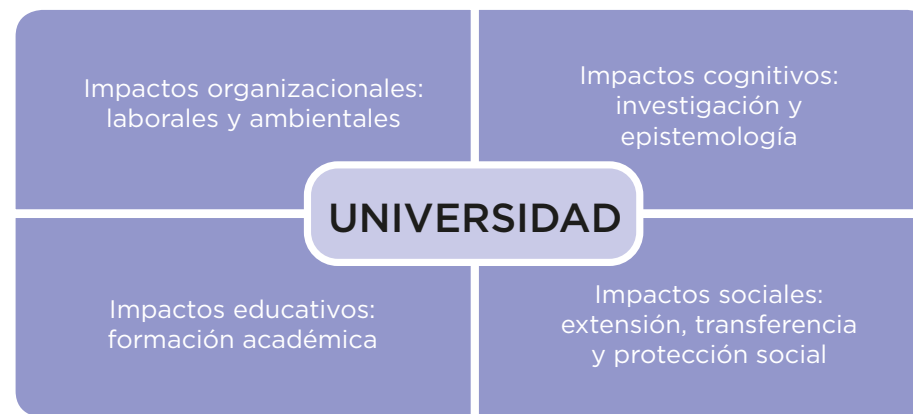 Impactos organizacionales:
laborales y ambientales
Impactos cognitivos:
investigación y
epistemología
UNIVERSIDAD
Impactos educativos:
formación académica
Impactos sociales:
extensión, transferencia
y protección social